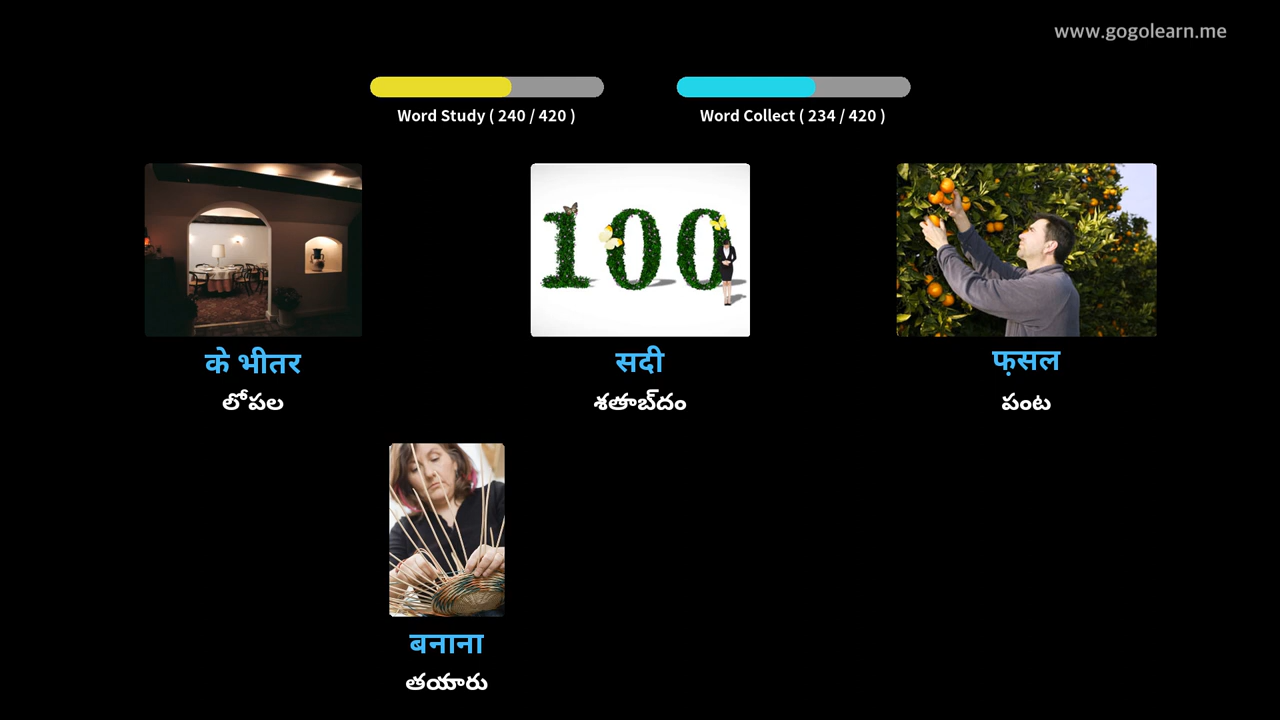 www.gogolearn.me
Word Study ( 240 / 420 )
Word Collect ( 234 / 420 )
के भीतर
सदी
फ़सल
లోపల
శతాబ్దం
పంట
बनाना
తయారు